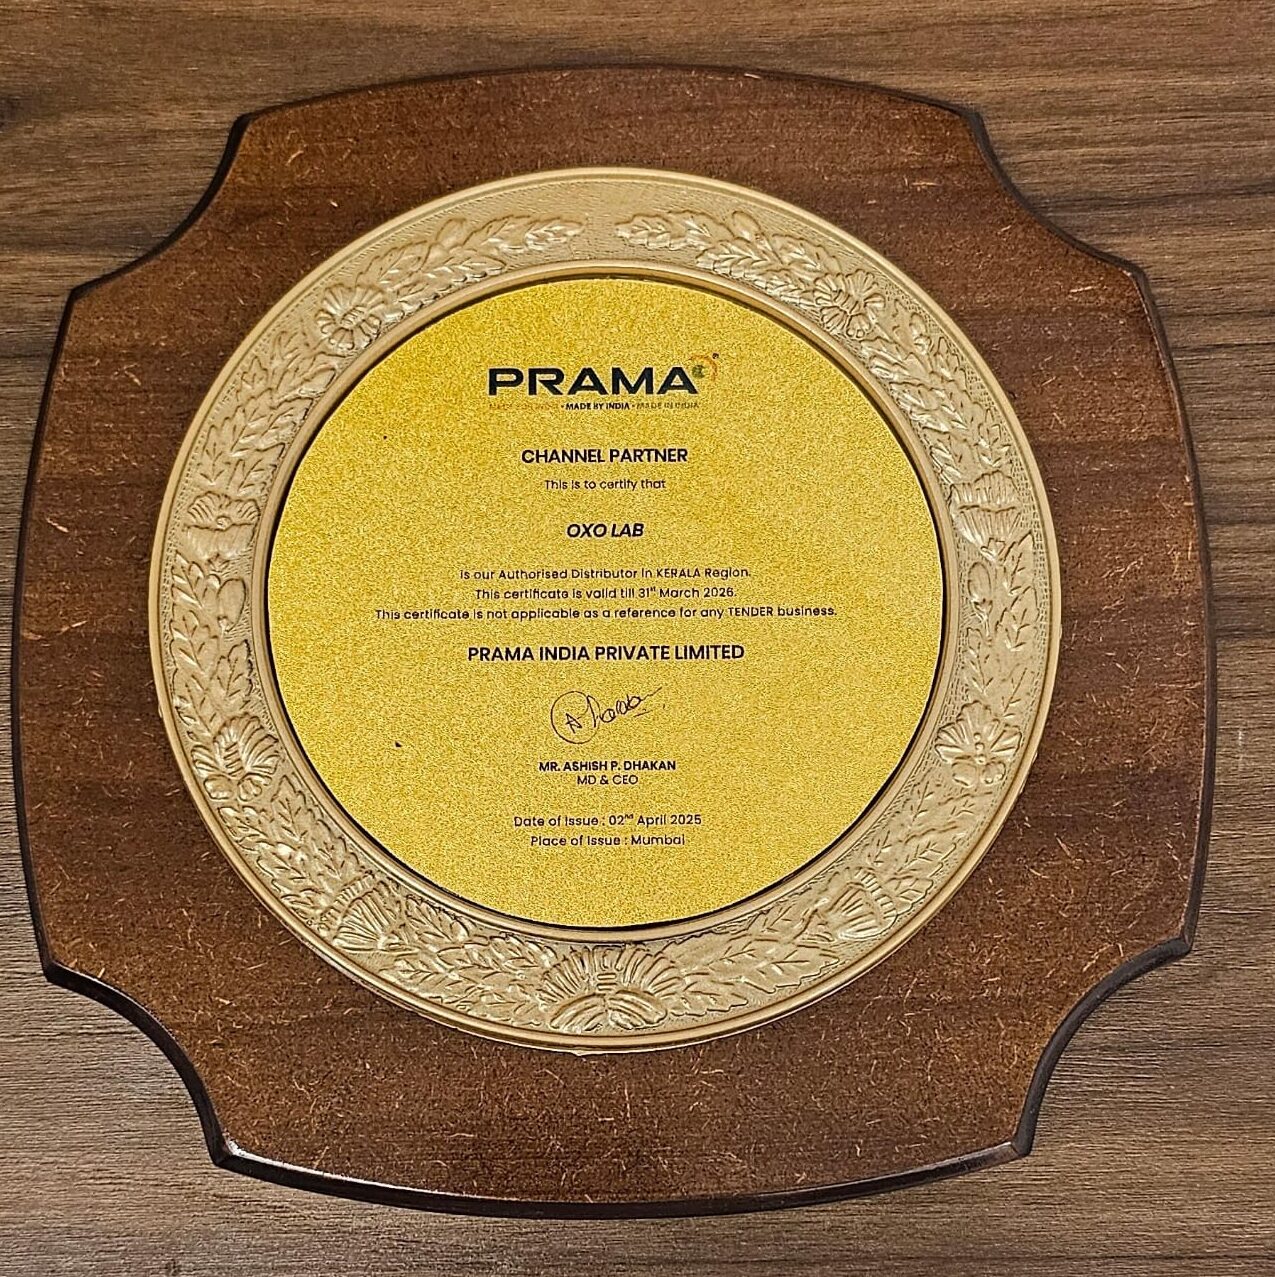 PRAMA
MADE BY INDIA • MADE IN INDIA
CHANNEL PARTNER
This is to certify that
OXO LAB
is our Authorised Distributor in KERALA Region.
This certificate is valid till 31st March 2026.
This certificate is not applicable as a reference for any TENDER business.
PRAMA INDIA PRIVATE LIMITED
MR. ASHISH P. DHAKAN
MD & CEO
Date of Issue : 02nd April 2025
Place of Issue : Mumbai